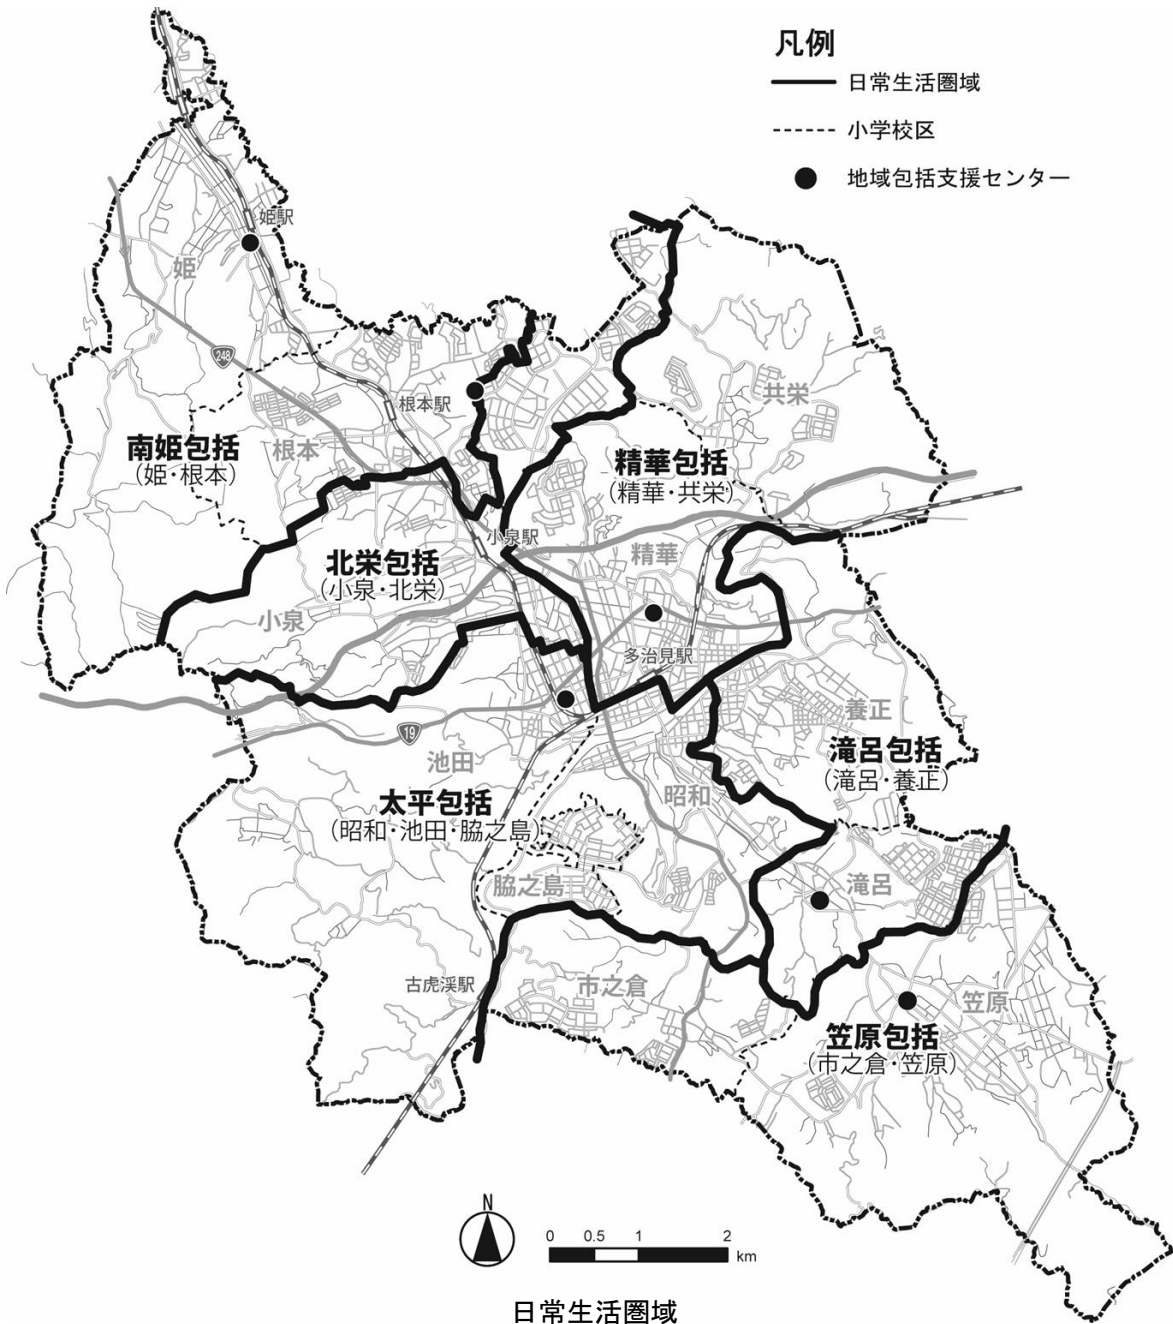 凡例
日常生活圏域
小学校区
地域包括支援センター
姫駅
姫
248
根本駅
共栄
南姫包括
(姫・根本)
根本
精華包括
(精華・共栄)
小泉駅
精華
北栄包括
(小泉・北栄)
小泉
多治見駅
養正
滝呂包括
(滝呂・養正)
19
池田
昭和
太平包括
(昭和・池田・脇之島)
脇之島
滝呂
古虎渓駅
市之倉
笠原
笠原包括
(市之倉・笠原)
N
0 0.5 1 2
km
日常生活圏域